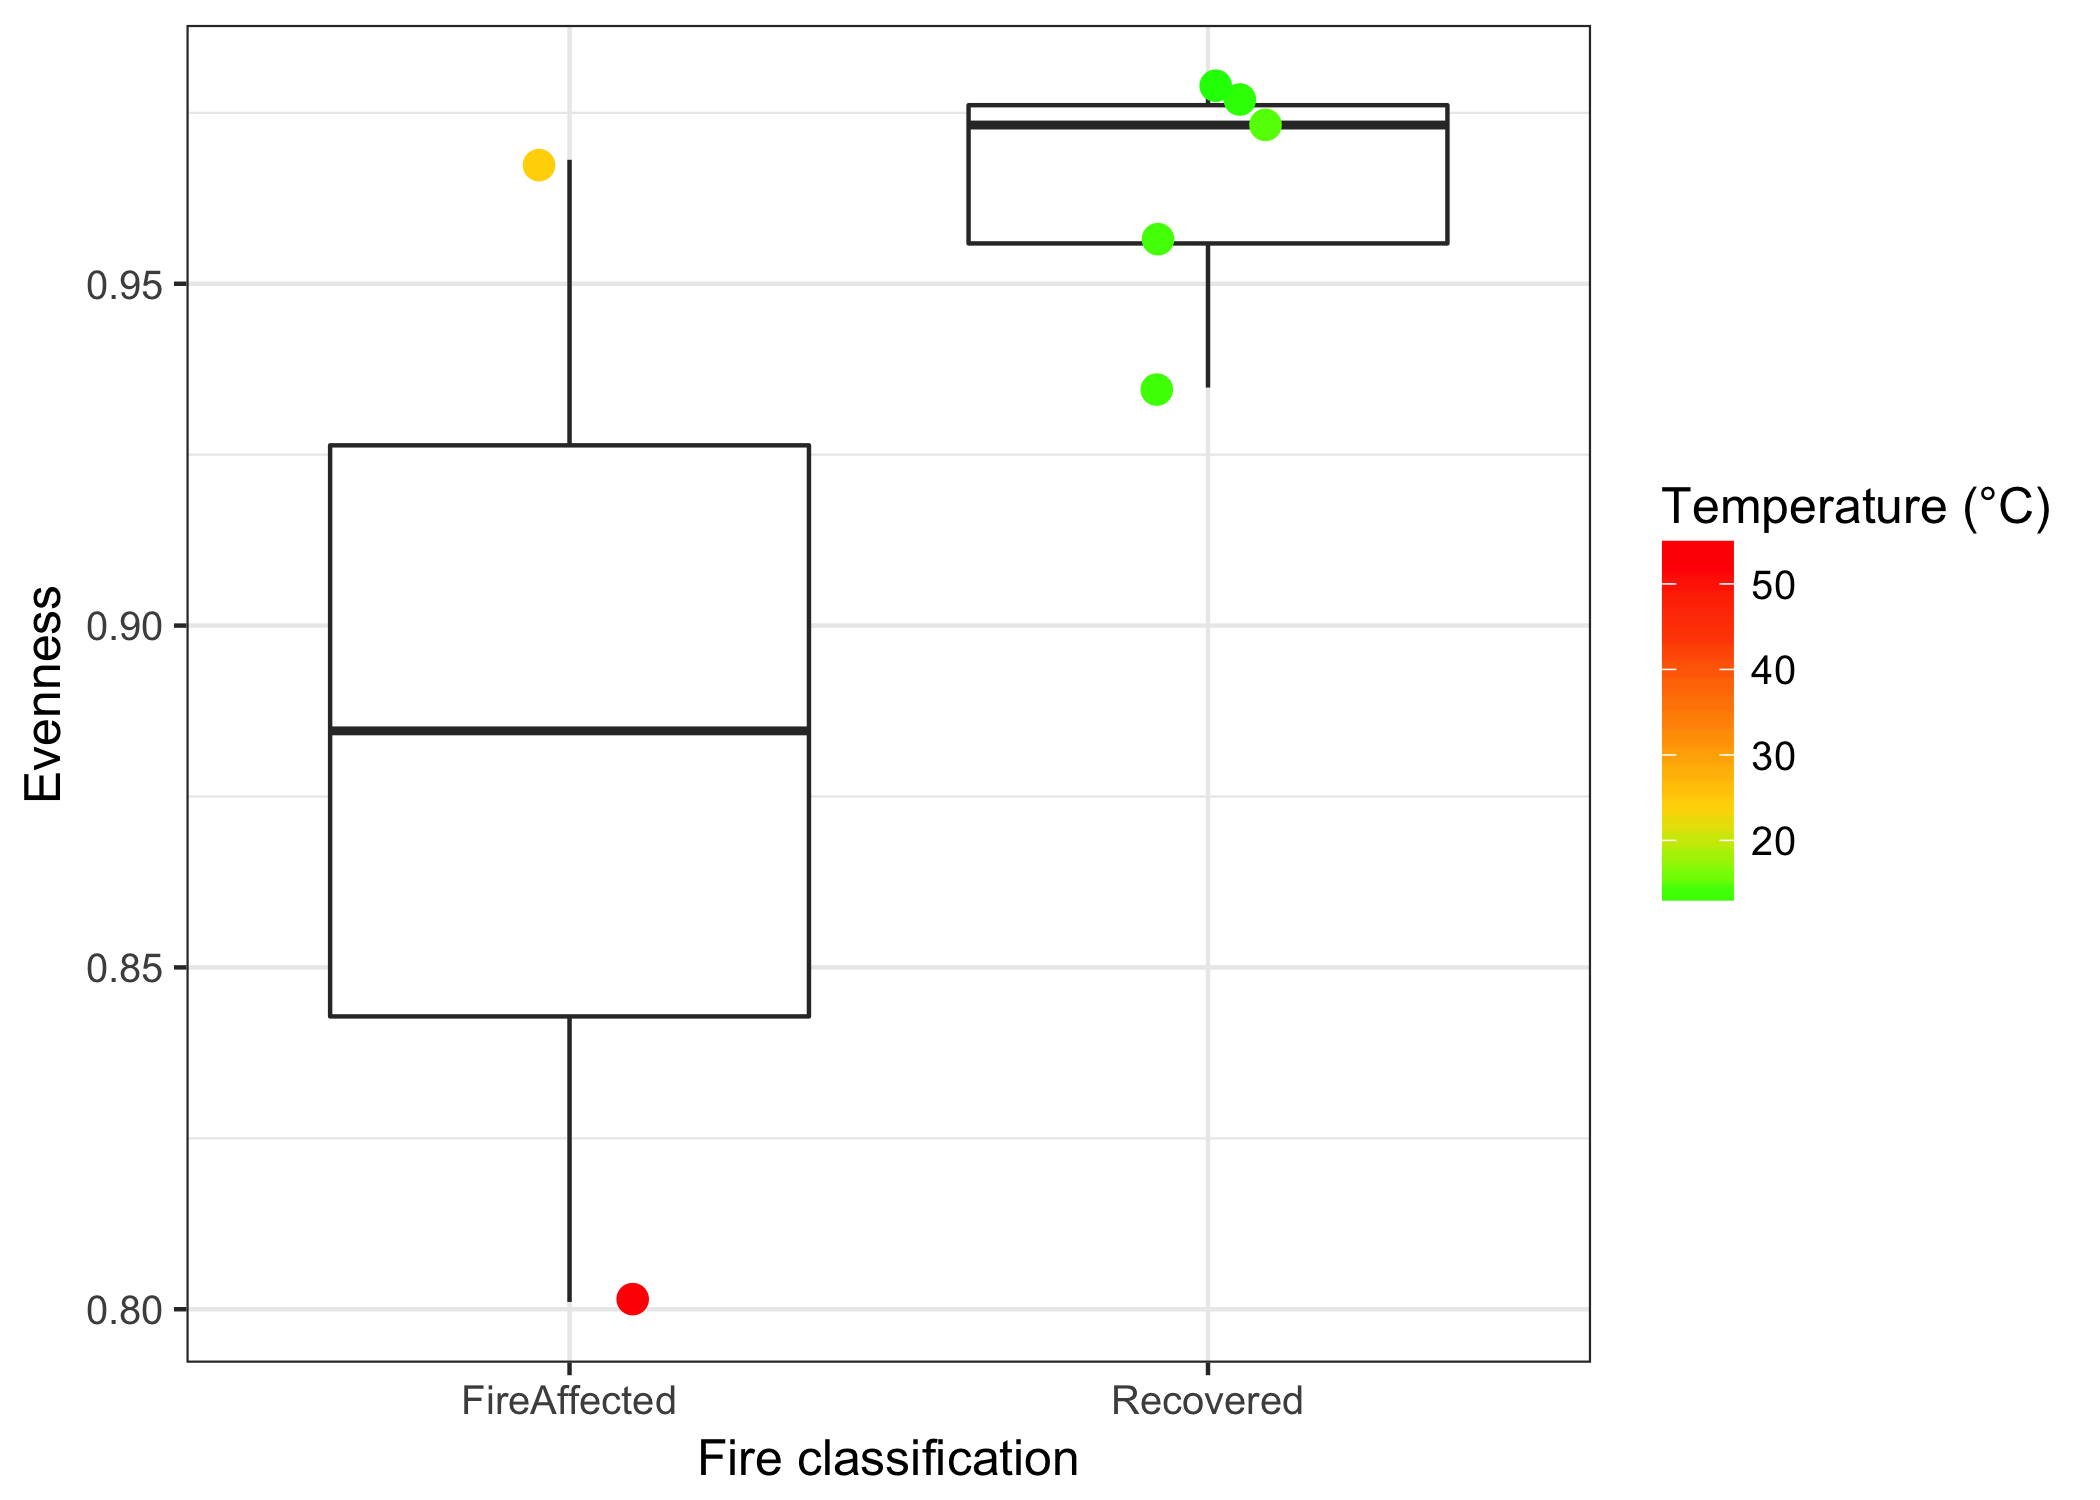 0.95
0.90
0.85
0.80
Evenness
FireAffected
Recovered
Fire classification
Temperature (°C)
50
40
30
20